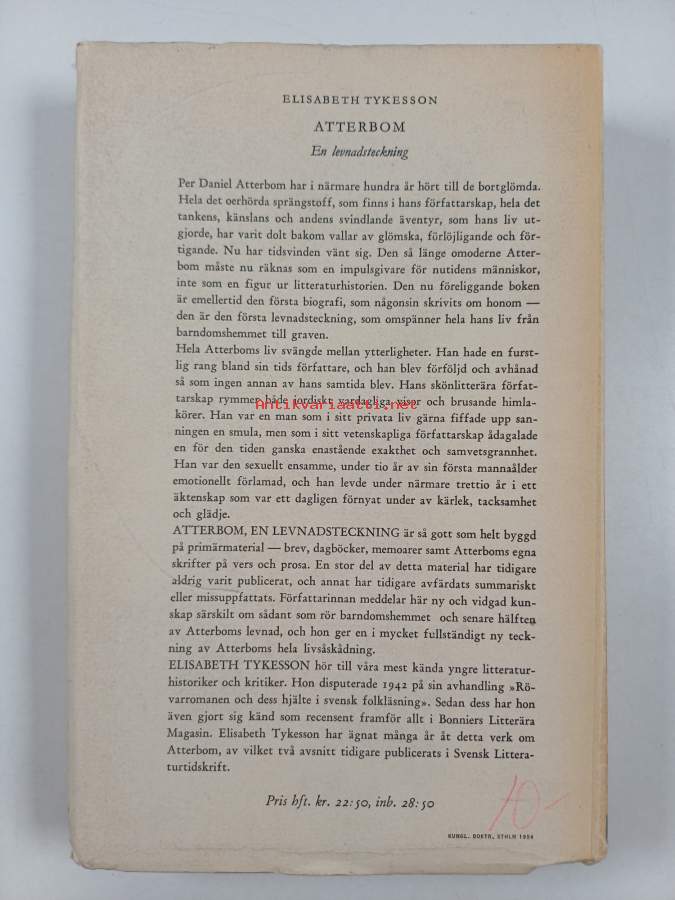 ELISABETH TYKESSON
ATTERBOM
En levnadsteckning
Per Daniel Atterbom har i närmare hundra år hört till de bortglömda.
Hela det oerhörda sprängstoff, som finns i hans författarskap, hela det
tankens, känslans och andens svindlande äventyr, som hans liv ut-
gjorde, har varit dolt bakom vallar av glömska, förlöjligande och för-
tigande. Nu har tidsvinden vänt sig. Den så länge omoderne Atter-
bom måste nu räknas som en impulsgivare för nutidens människor,
inte som en figur ur litteraturhistorien. Den nu föreliggande boken
är emellertid den första biografi, som någonsin skrivits om honom —
den är den första levnadsteckning, som omspänner hela hans liv från
barndomshemmet till graven.
Hela Atterboms liv svängde mellan ytterligheter. Han hade en furst-
lig rang bland sin tids författare, och han blev förföljd och avhånad
så som ingen annan av hans samtida blev. Hans skönlitterära förfat-
tarskap rymmer både jordiskt vardagliga visor och brusande himla-
Antikvariaatti.net
körer. Han var en man som i sitt privata liv gärna fiffade upp san-
ningen en smula, men som i sitt vetenskapliga författarskap ådagalade
en för den tiden ganska enastående exakthet och samvetsgrannhet.
Han var den sexuellt ensamme, under tio år av sin första mannaålder
emotionellt förlamad, och han levde under närmare trettio år i ett
äktenskap som var ett dagligen förnyat under av kärlek, tacksamhet
och glädje.
ATTERBOM, EN LEVNADSTECKNING är så gott som helt byggd
på primärmaterial — brev, dagböcker, memoarer samt Atterboms egna
skrifter på vers och prosa. En stor del av detta material har tidigare
aldrig varit publicerat, och annat har tidigare avfärdats summariskt
eller missuppfattats. Författarinnan meddelar här ny och vidgad kun-
skap särskilt om sådant som rör barndomshemmet och senare hälften
av Atterboms levnad, och hon ger en i mycket fullständigt ny teck-
ning av Atterboms hela livsåskådning.
ELISABETH TYKESSON hör till våra mest kända yngre litteratur-
historiker och kritiker. Hon disputerade 1942 på sin avhandling »Rö-
varromanen och dess hjälte i svensk folkläsning». Sedan dess har hon
även gjort sig känd som recensent framför allt i Bonniers Litterära
Magasin. Elisabeth Tykesson har ägnat många år åt detta verk om
Atterbom, av vilket två avsnitt tidigare publicerats i Svensk Littera-
turtidskrift.
Pris hft. kr. 22:50, inb. 28:50
10-
KUNGL. BOKTR. STHLM 1954